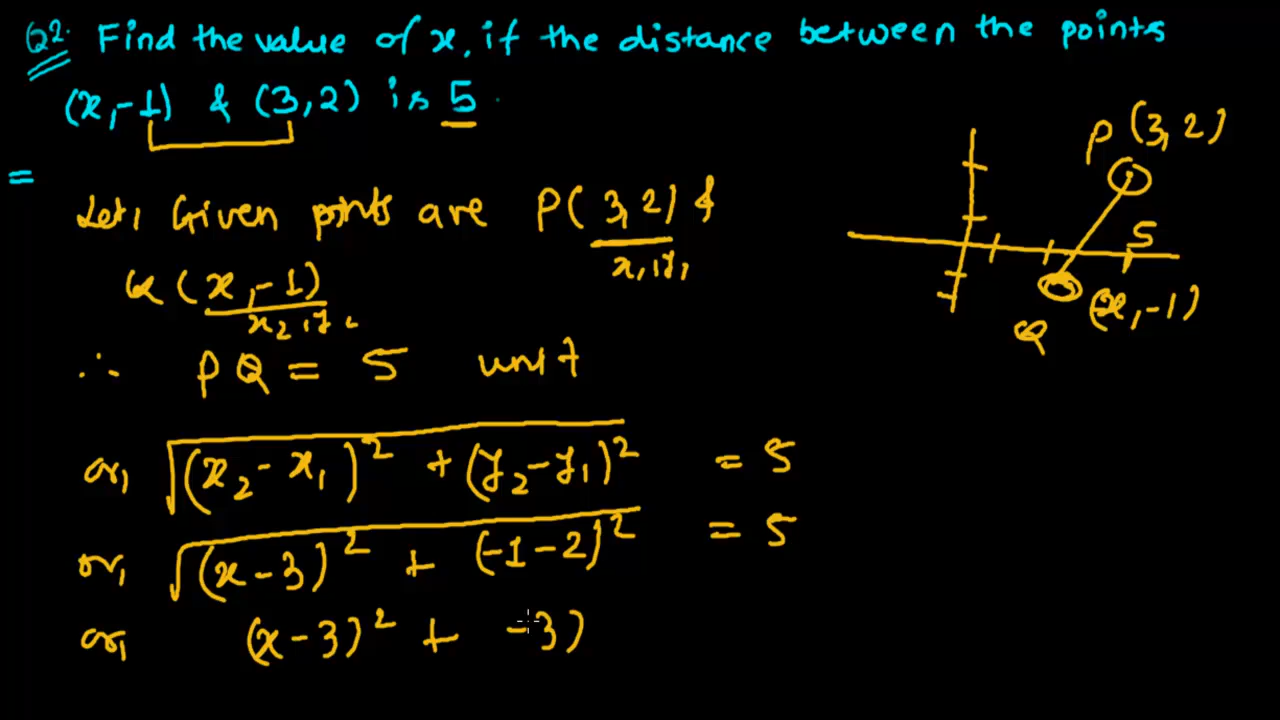 Q2. Find the value of x, if the distance between the points
(x,-1) & (3,2) is 5.
=
Let, Given points are P(3,2) &
x₁,y₁
Q(x,-1)
x₂,y₂
∴ PQ = 5 unit
or, √(x₂-x₁)² + (y₂-y₁)² = 5
or, √(x-3)² + (-1-2)² = 5
or, (x-3)² + -3)
P (3,2)
5
(x,-1)
Q